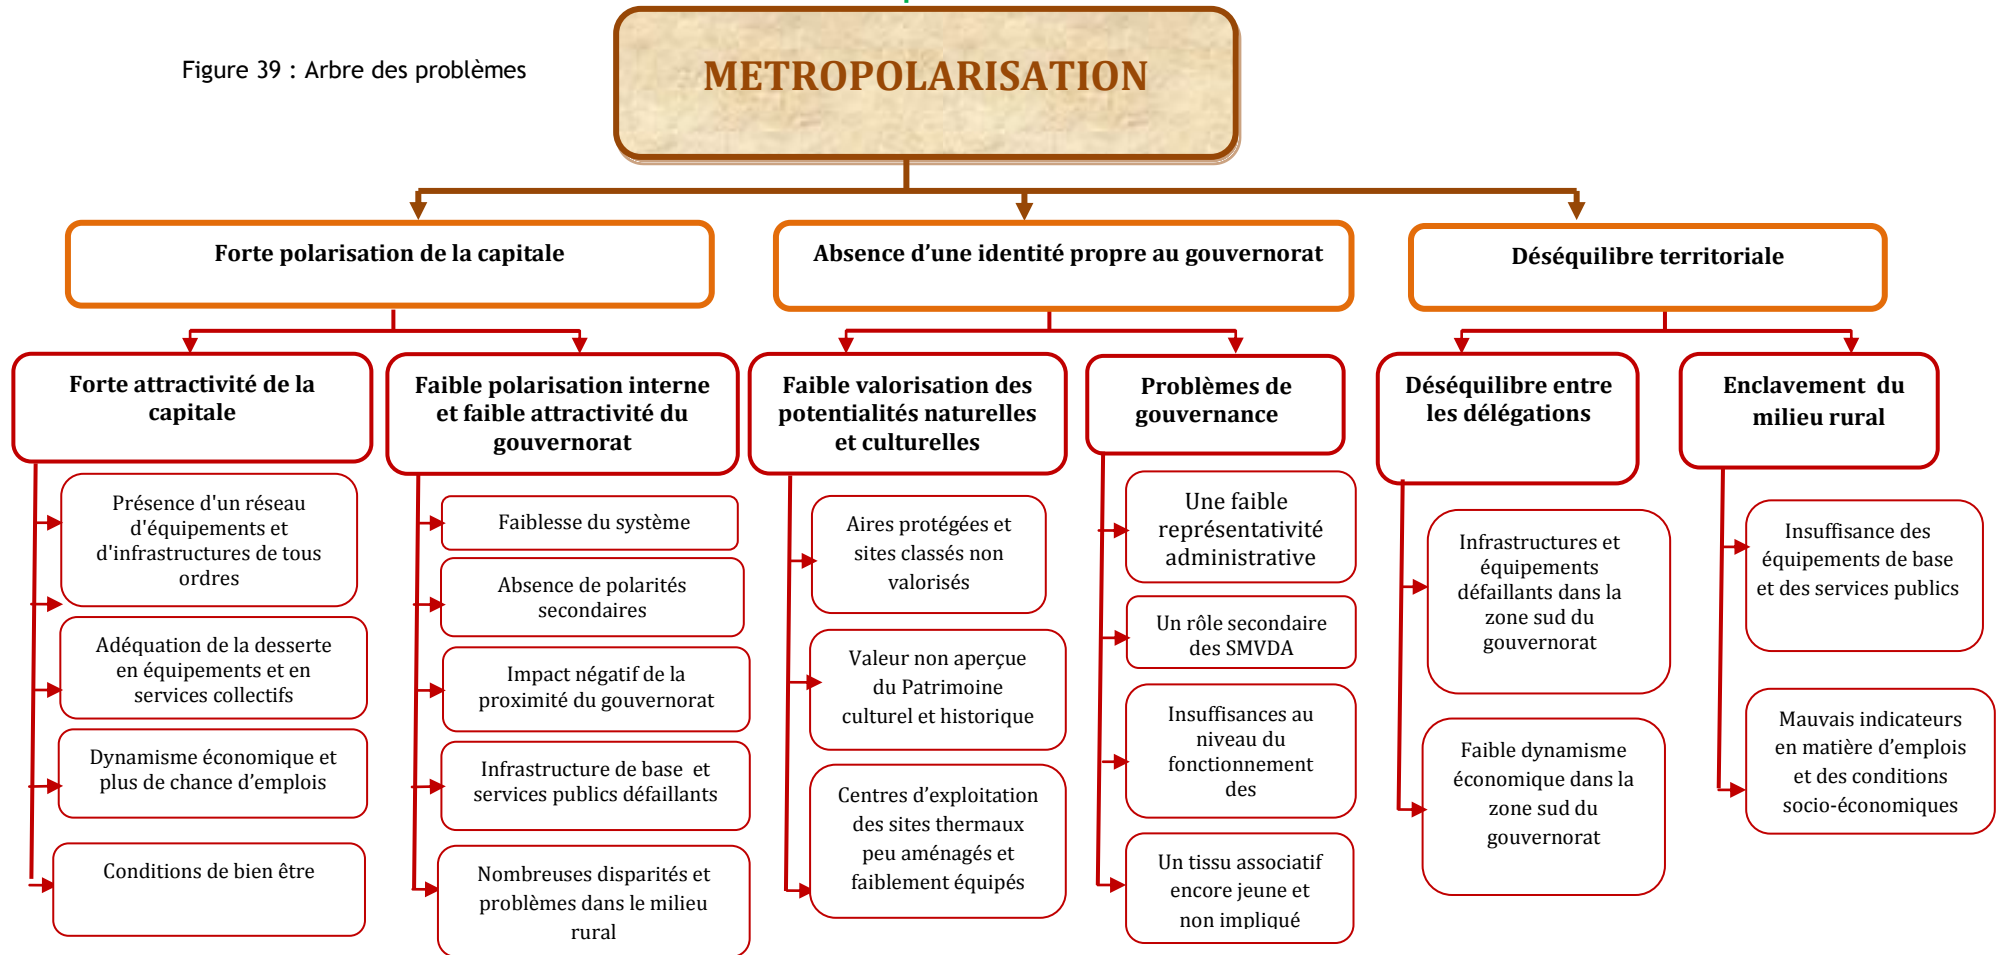 Figure 39 : Arbre des problèmes
METROPOLARISATION
Forte polarisation de la capitale
Absence d’une identité propre au gouvernorat
Déséquilibre territoriale
Forte attractivité de la
capitale
Faible polarisation interne
et faible attractivité du
gouvernorat
Faible valorisation des
potentialités naturelles
et culturelles
Problèmes de
gouvernance
Déséquilibre entre
les délégations
Enclavement du
milieu rural
Présence d'un réseau
d'équipements et
d'infrastructures de tous
ordres
Adéquation de la desserte
en équipements et en
services collectifs
Dynamisme économique et
plus de chance d’emplois
Conditions de bien être
Faiblesse du système
Absence de polarités
secondaires
Impact négatif de la
proximité du gouvernorat
Infrastructure de base et
services publics défaillants
Nombreuses disparités et
problèmes dans le milieu
rural
Aires protégées et
sites classés non
valorisés
Valeur non aperçue
du Patrimoine
culturel et historique
Centres d’exploitation
des sites thermaux
peu aménagés et
faiblement équipés
Une faible
représentativité
administrative
Un rôle secondaire
des SMVDA
Insuffisances au
niveau du
fonctionnement
des
Un tissu associatif
encore jeune et
non impliqué
Infrastructures et
équipements
défaillants dans la
zone sud du
gouvernorat
Faible dynamisme
économique dans la
zone sud du
gouvernorat
Insuffisance des
équipements de base
et des services publics
Mauvais indicateurs
en matière d’emplois
et des conditions
socio-économiques